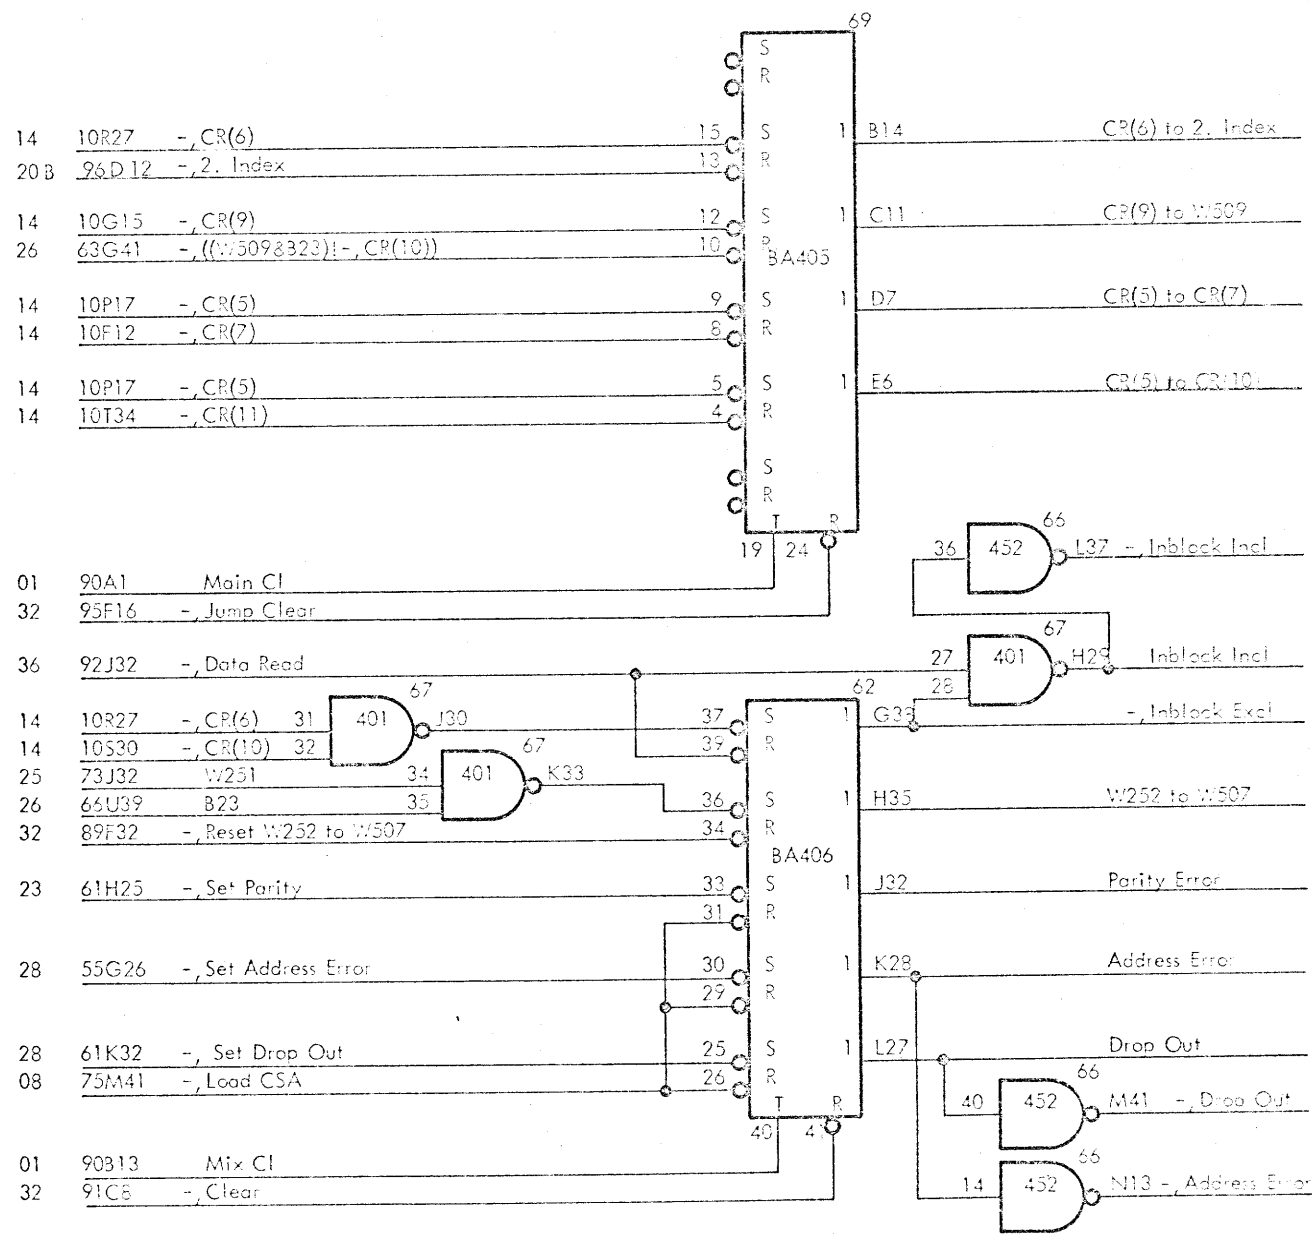 69
S
R
14 10R27 -,CR(6) 15 S 1 B14 CR(6) to 2. Index
20B 96D12 -,2. Index 13 R
14 10G15 -,CR(9) 12 S 1 C11 CR(9) to W509
26 63G41 -,((W509&B23)!-,CR(10)) 10 R
BA405
14 10P17 -,CR(5) 9 S 1 D7 CR(5) to CR(7)
14 10F12 -,CR(7) 8 R
14 10P17 -,CR(5) 5 S 1 E6 CR(5) to CR(10)
14 10T34 -,CR(11) 4 R
S
R
T R
19 24
66
36 452 L37 -,Inblock Incl
01 90A1 Main Cl
32 95F16 -,Jump Clear
67
36 92J32 -,Data Read 27 401 H29 Inblock Incl
28
67 62
14 10R27 -,CR(6) 31 401 J30 37 S 1 G38 -,Inblock Excl
14 10S30 -,CR(10) 32 67 39 R
25 73J32 W251 34 401 K33
26 66U39 B23 35 36 S 1 H35 W252 to W507
32 89F32 -,Reset W252 to W507 34 R
BA406
23 61H25 -,Set Parity 33 S 1 J32 Parity Error
31 R
28 55G26 -,Set Address Error 30 S 1 K28 Address Error
29 R
28 61K32 -, Set Drop Out 25 S 1 L27 Drop Out
08 75M41 -,Load CSA 26 R
66
T R 40 452 M41 -,Drop Out
40 41
66
01 90B13 Mix Cl
32 91C8 -,Clear 14 452 N13 -,Address Error